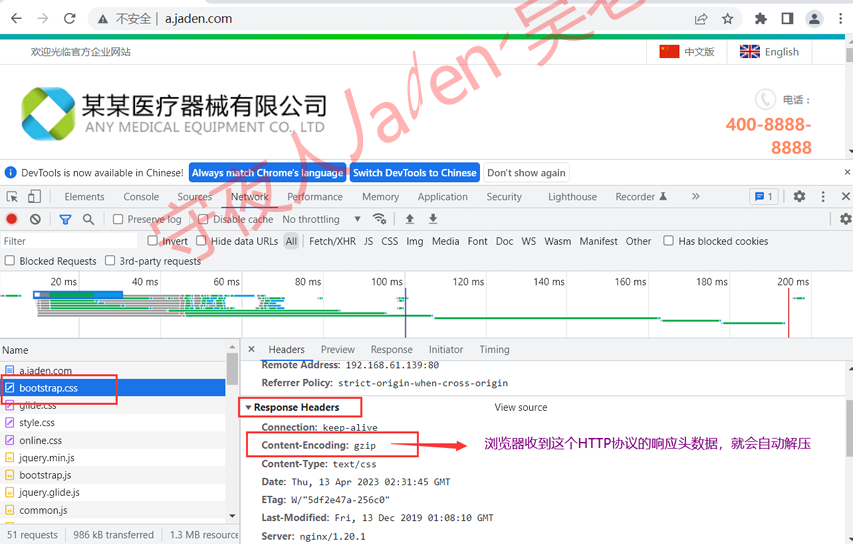 不安全 | a.jaden.com
欢迎光临官方企业网站 中文版 English
某某医疗器械有限公司
ANY MEDICAL EQUIPMENT CO., LTD
电话：
400-8888-
8888
DevTools is now available in Chinese! Always match Chrome's language Switch DevTools to Chinese Don't show again
Elements Console Sources Network Performance Memory Application Security Lighthouse Recorder 1
Preserve log Disable cache No throttling
Filter Invert Hide data URLs All Fetch/XHR JS CSS Img Media Font Doc WS Wasm Manifest Other Has blocked cookies
Blocked Requests 3rd-party requests
20 ms 40 ms 60 ms 80 ms 100 ms 120 ms 140 ms 160 ms 180 ms 200 ms
Name
a.jaden.com
bootstrap.css
glide.css
style.css
online.css
jquery.min.js
bootstrap.js
jquery.glide.js
common.js
51 requests 986 kB transferred 1.3 MB resource
Headers Preview Response Initiator Timing
Remote Address: 192.168.61.139:80
Referrer Policy: strict-origin-when-cross-origin
Response Headers View source
Connection: keep-alive
Content-Encoding: gzip
浏览器收到这个HTTP协议的响应头数据，就会自动解压
Content-Type: text/css
Date: Thu, 13 Apr 2023 02:31:45 GMT
ETag: W/"5df2e47a-256c0"
Last-Modified: Fri, 13 Dec 2019 01:08:10 GMT
Server: nginx/1.20.1
守夜人Jaden-吴老